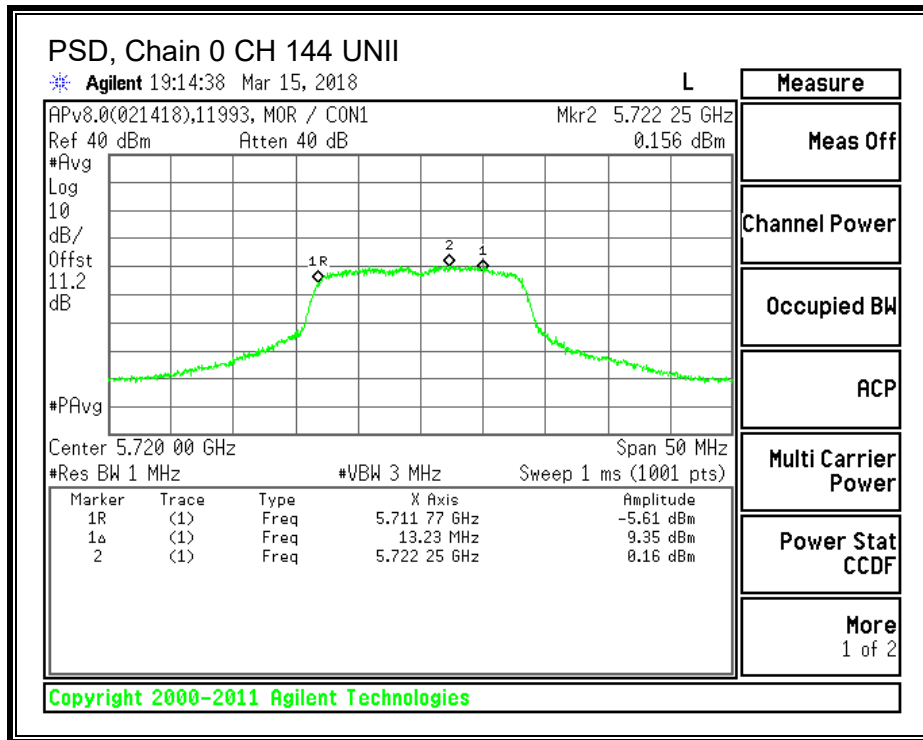 PSD, Chain 0 CH 144 UNII
Agilent 19:14:38 Mar 15, 2018 L
APv8.0(021418),11993, MOR / CON1 Mkr2 5.722 25 GHz
Ref 40 dBm Atten 40 dB 0.156 dBm
#Avg
Log
10
dB/
Offst
11.2
dB
#PAvg
1R
2
1
Center 5.720 00 GHz Span 50 MHz
#Res BW 1 MHz #VBW 3 MHz Sweep 1 ms (1001 pts)
Marker Trace Type X Axis Amplitude
1R (1) Freq 5.711 77 GHz -5.61 dBm
1Δ (1) Freq 13.23 MHz 9.35 dBm
2 (1) Freq 5.722 25 GHz 0.16 dBm
Measure
Meas Off
Channel Power
Occupied BW
ACP
Multi Carrier
Power
Power Stat
CCDF
More
1 of 2
Copyright 2000-2011 Agilent Technologies